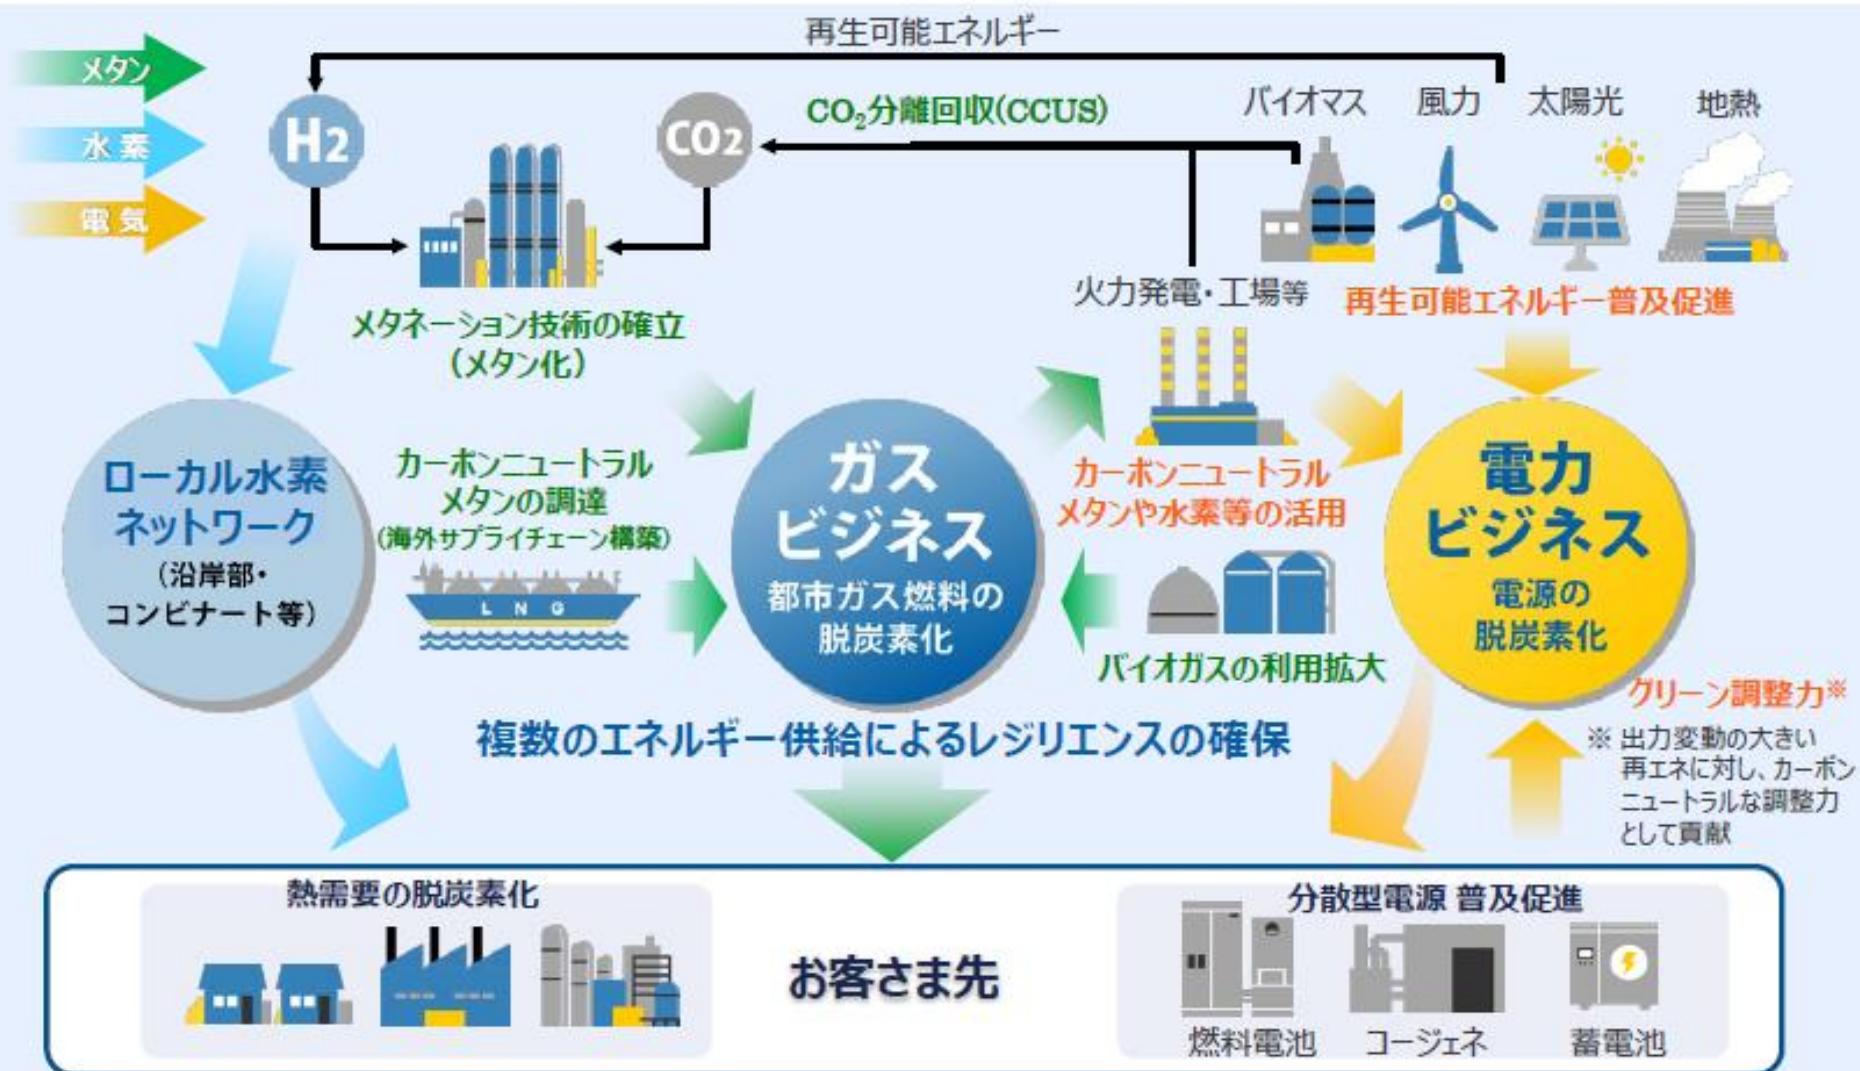 再生可能エネルギー
メタン
水素
電気
H2
CO2
CO₂分離回収(CCUS)
バイオマス
風力
太陽光
地熱
メタネーション技術の確立
(メタン化)
火力発電・工場等
再生可能エネルギー普及促進
ローカル水素
ネットワーク
(沿岸部・
コンビナート等)
カーボンニュートラル
メタンの調達
(海外サプライチェーン構築)
LNG
ガス
ビジネス
都市ガス燃料の
脱炭素化
カーボンニュートラル
メタンや水素等の活用
バイオガスの利用拡大
電力
ビジネス
電源の
脱炭素化
グリーン調整力※
※ 出力変動の大きい
再エネに対し、カーボン
ニュートラルな調整力
として貢献
複数のエネルギー供給によるレジリエンスの確保
熱需要の脱炭素化
お客さま先
分散型電源 普及促進
燃料電池
コージェネ
蓄電池